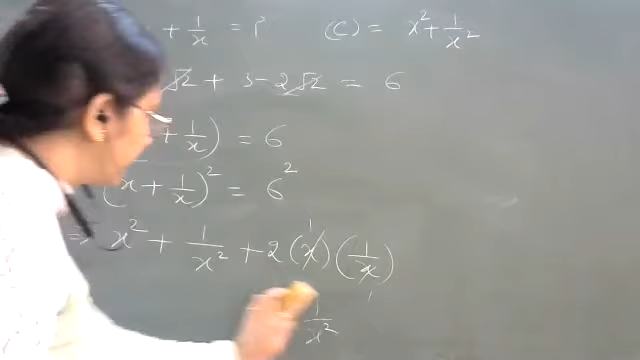 + 1/x = ? (C) = x² + 1/x²
√2 + 3 - 2√2 = 6
+ 1/x) = 6
(x + 1/x)² = 6²
⇒ x² + 1/x² + 2(x)(1/x)
1/x²